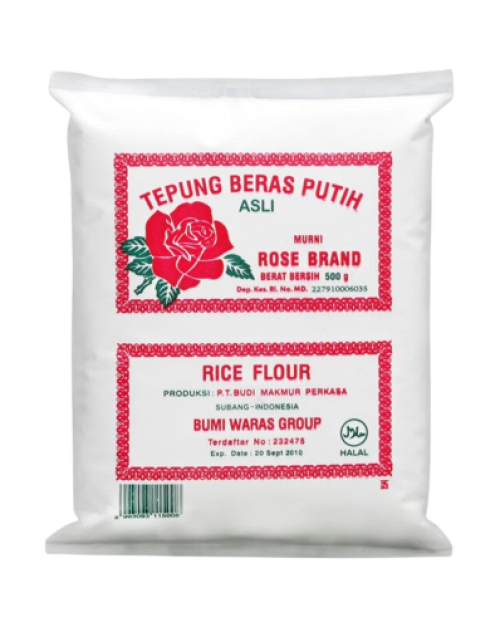 TEPUNG BERAS PUTIH
ASLI
MURNI
ROSE BRAND
BERAT BERSIH 500 g
Dep. Kes. RI. No. MD. 227910006035
RICE FLOUR
PRODUKSI : P.T. BUDI MAKMUR PERKASA
SUBANG - INDONESIA
BUMI WARAS GROUP
Terdaftar No : 232475
Exp. Date : 20 Sept 2010
حلال
HALAL